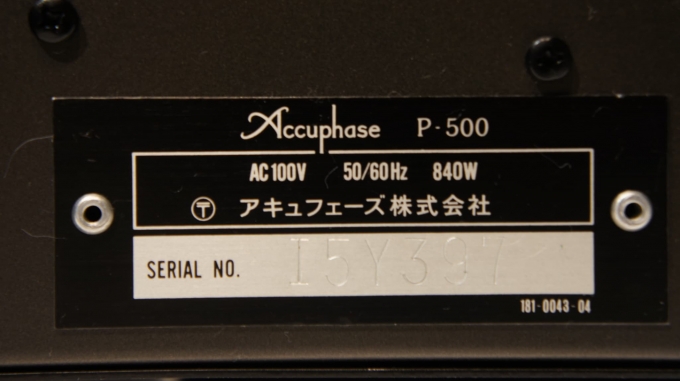 Accuphase P-500
AC100V 50/60Hz 840W
〒 アキュフェーズ株式会社
SERIAL NO. I5Y397
181-0043-04